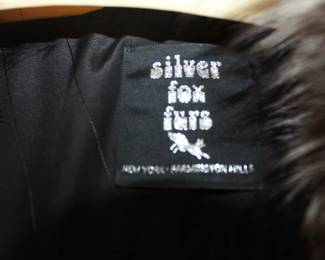 silver
fox
furs
NEW YORK · FARMINGTON HILLS